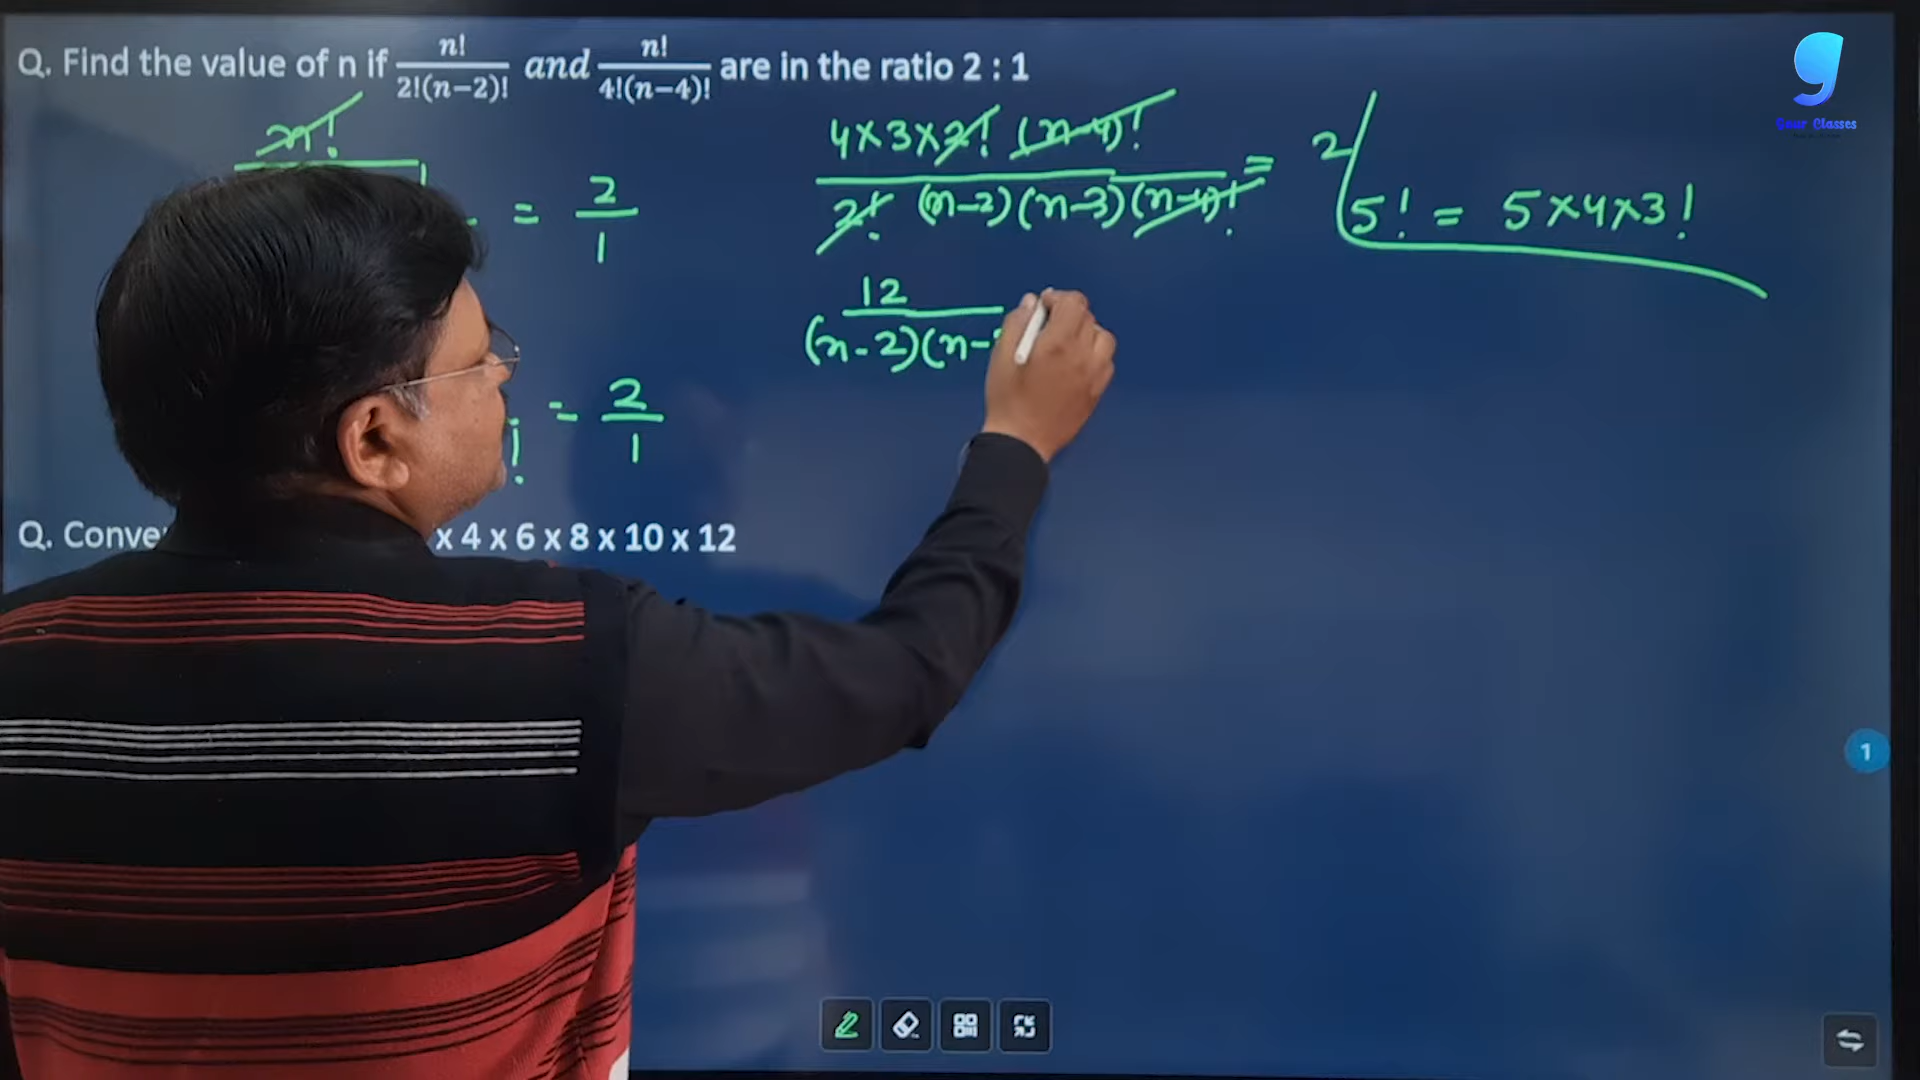 Q. Find the value of n if n!/2!(n−2)! and n!/4!(n−4)! are in the ratio 2 : 1
n!
= 2/1
= 2/1
4×3×2! (n-4)! / 2! (n-2)(n-3)(n-4)! = 2
5! = 5×4×3!
12 / (n-2)(n-
!
Q. Conve x 4 x 6 x 8 x 10 x 12
g
Gaur Classes
1